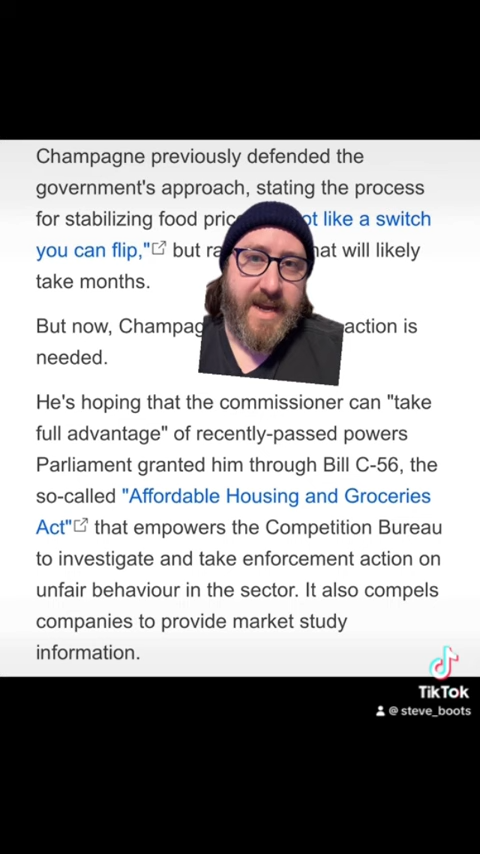 Champagne previously defended the
government's approach, stating the process
for stabilizing food pric ot like a switch
you can flip," but ra hat will likely
take months.
But now, Champag action is
needed.
He's hoping that the commissioner can "take
full advantage" of recently-passed powers
Parliament granted him through Bill C-56, the
so-called "Affordable Housing and Groceries
Act" that empowers the Competition Bureau
to investigate and take enforcement action on
unfair behaviour in the sector. It also compels
companies to provide market study
information.
TikTok
@ steve_boots